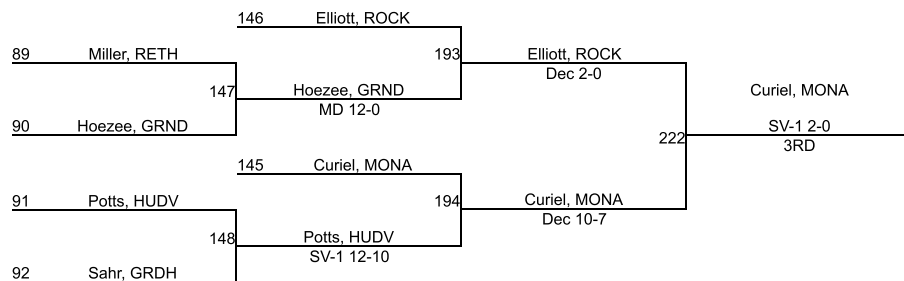 146 Elliott, ROCK
89 Miller, RETH
193 Elliott, ROCK
Dec 2-0
147 Hoezee, GRND
MD 12-0
Curiel, MONA
90 Hoezee, GRND
SV-1 2-0
222
3RD
145 Curiel, MONA
91 Potts, HUDV
194 Curiel, MONA
Dec 10-7
148 Potts, HUDV
SV-1 12-10
92 Sahr, GRDH